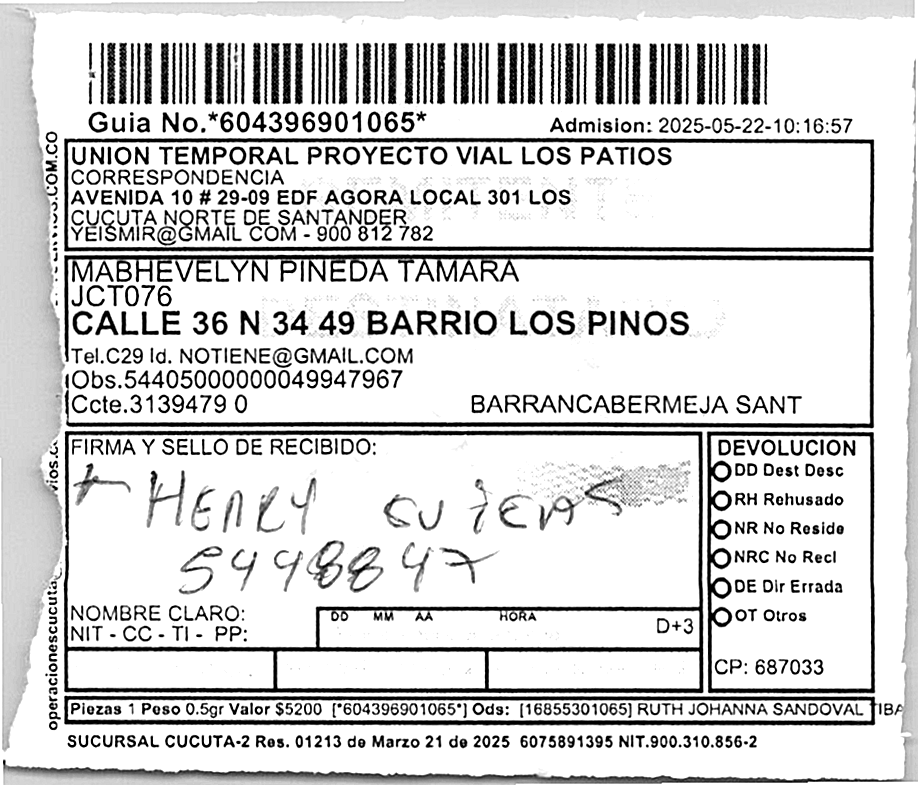 Guia No.*604396901065*
Admision: 2025-05-22-10:16:57
UNION TEMPORAL PROYECTO VIAL LOS PATIOS
CORRESPONDENCIA
AVENIDA 10 # 29-09 EDF AGORA LOCAL 301 LOS
CUCUTA NORTE DE SANTANDER
YEISMIR@GMAIL COM - 900 812 782
MABHEVELYN PINEDA TAMARA
JCT076
CALLE 36 N 34 49 BARRIO LOS PINOS
Tel.C29 Id. NOTIENE@GMAIL.COM
Obs.54405000000049947967
Ccte.3139479 0
BARRANCABERMEJA SANT
FIRMA Y SELLO DE RECIBIDO:
HENRY
5448847
NOMBRE CLARO:
NIT - CC - TI - PP:
DD MM AA HORA
D+3
DEVOLUCION
DD Dest Desc
RH Rehusado
NR No Reside
NRC No Recl
DE Dir Errada
OT Otros
CP: 687033
Piezas 1 Peso 0.5gr Valor $5200 [*604396901065*] Ods: [16855301065] RUTH JOHANNA SANDOVAL TIBA
SUCURSAL CUCUTA-2 Res. 01213 de Marzo 21 de 2025 6075891395 NIT.900.310.856-2
operacionescucuta